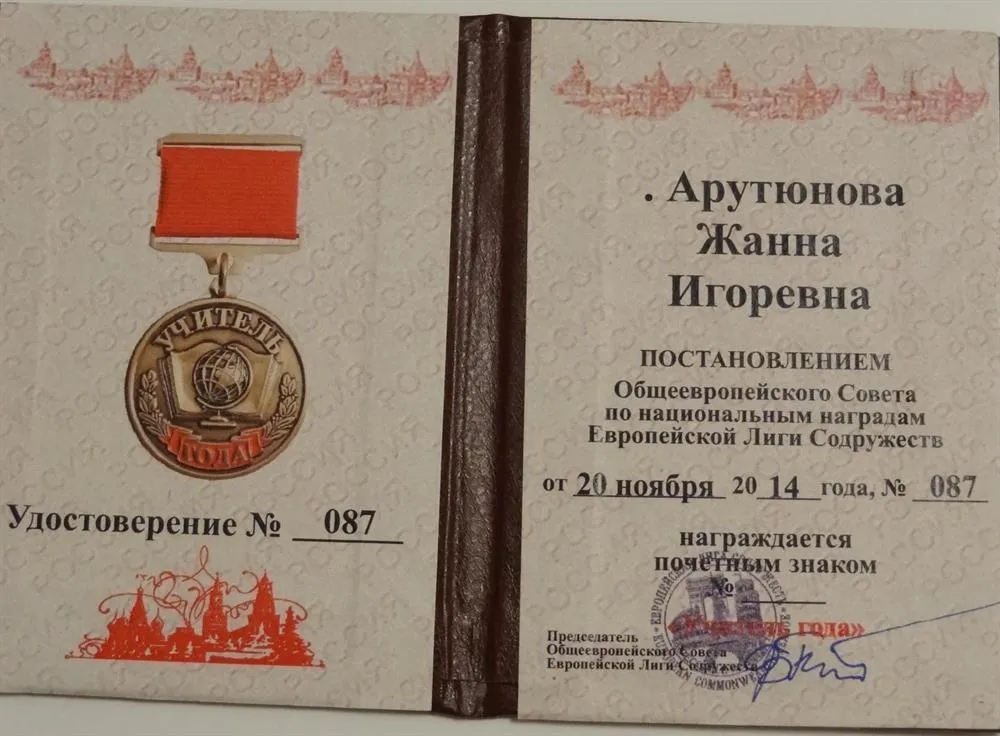 УЧИТЕЛЬ
ГОДА
Удостоверение № 087
. Арутюнова
Жанна
Игоревна
ПОСТАНОВЛЕНИЕМ
Общеевропейского Совета
по национальным наградам
Европейской Лиги Содружеств
от 20 ноября 20 14 года, № 087
награждается
почетным знаком
№
«Учитель года»
Председатель
Общеевропейского Совета
Европейской Лиги Содружеств